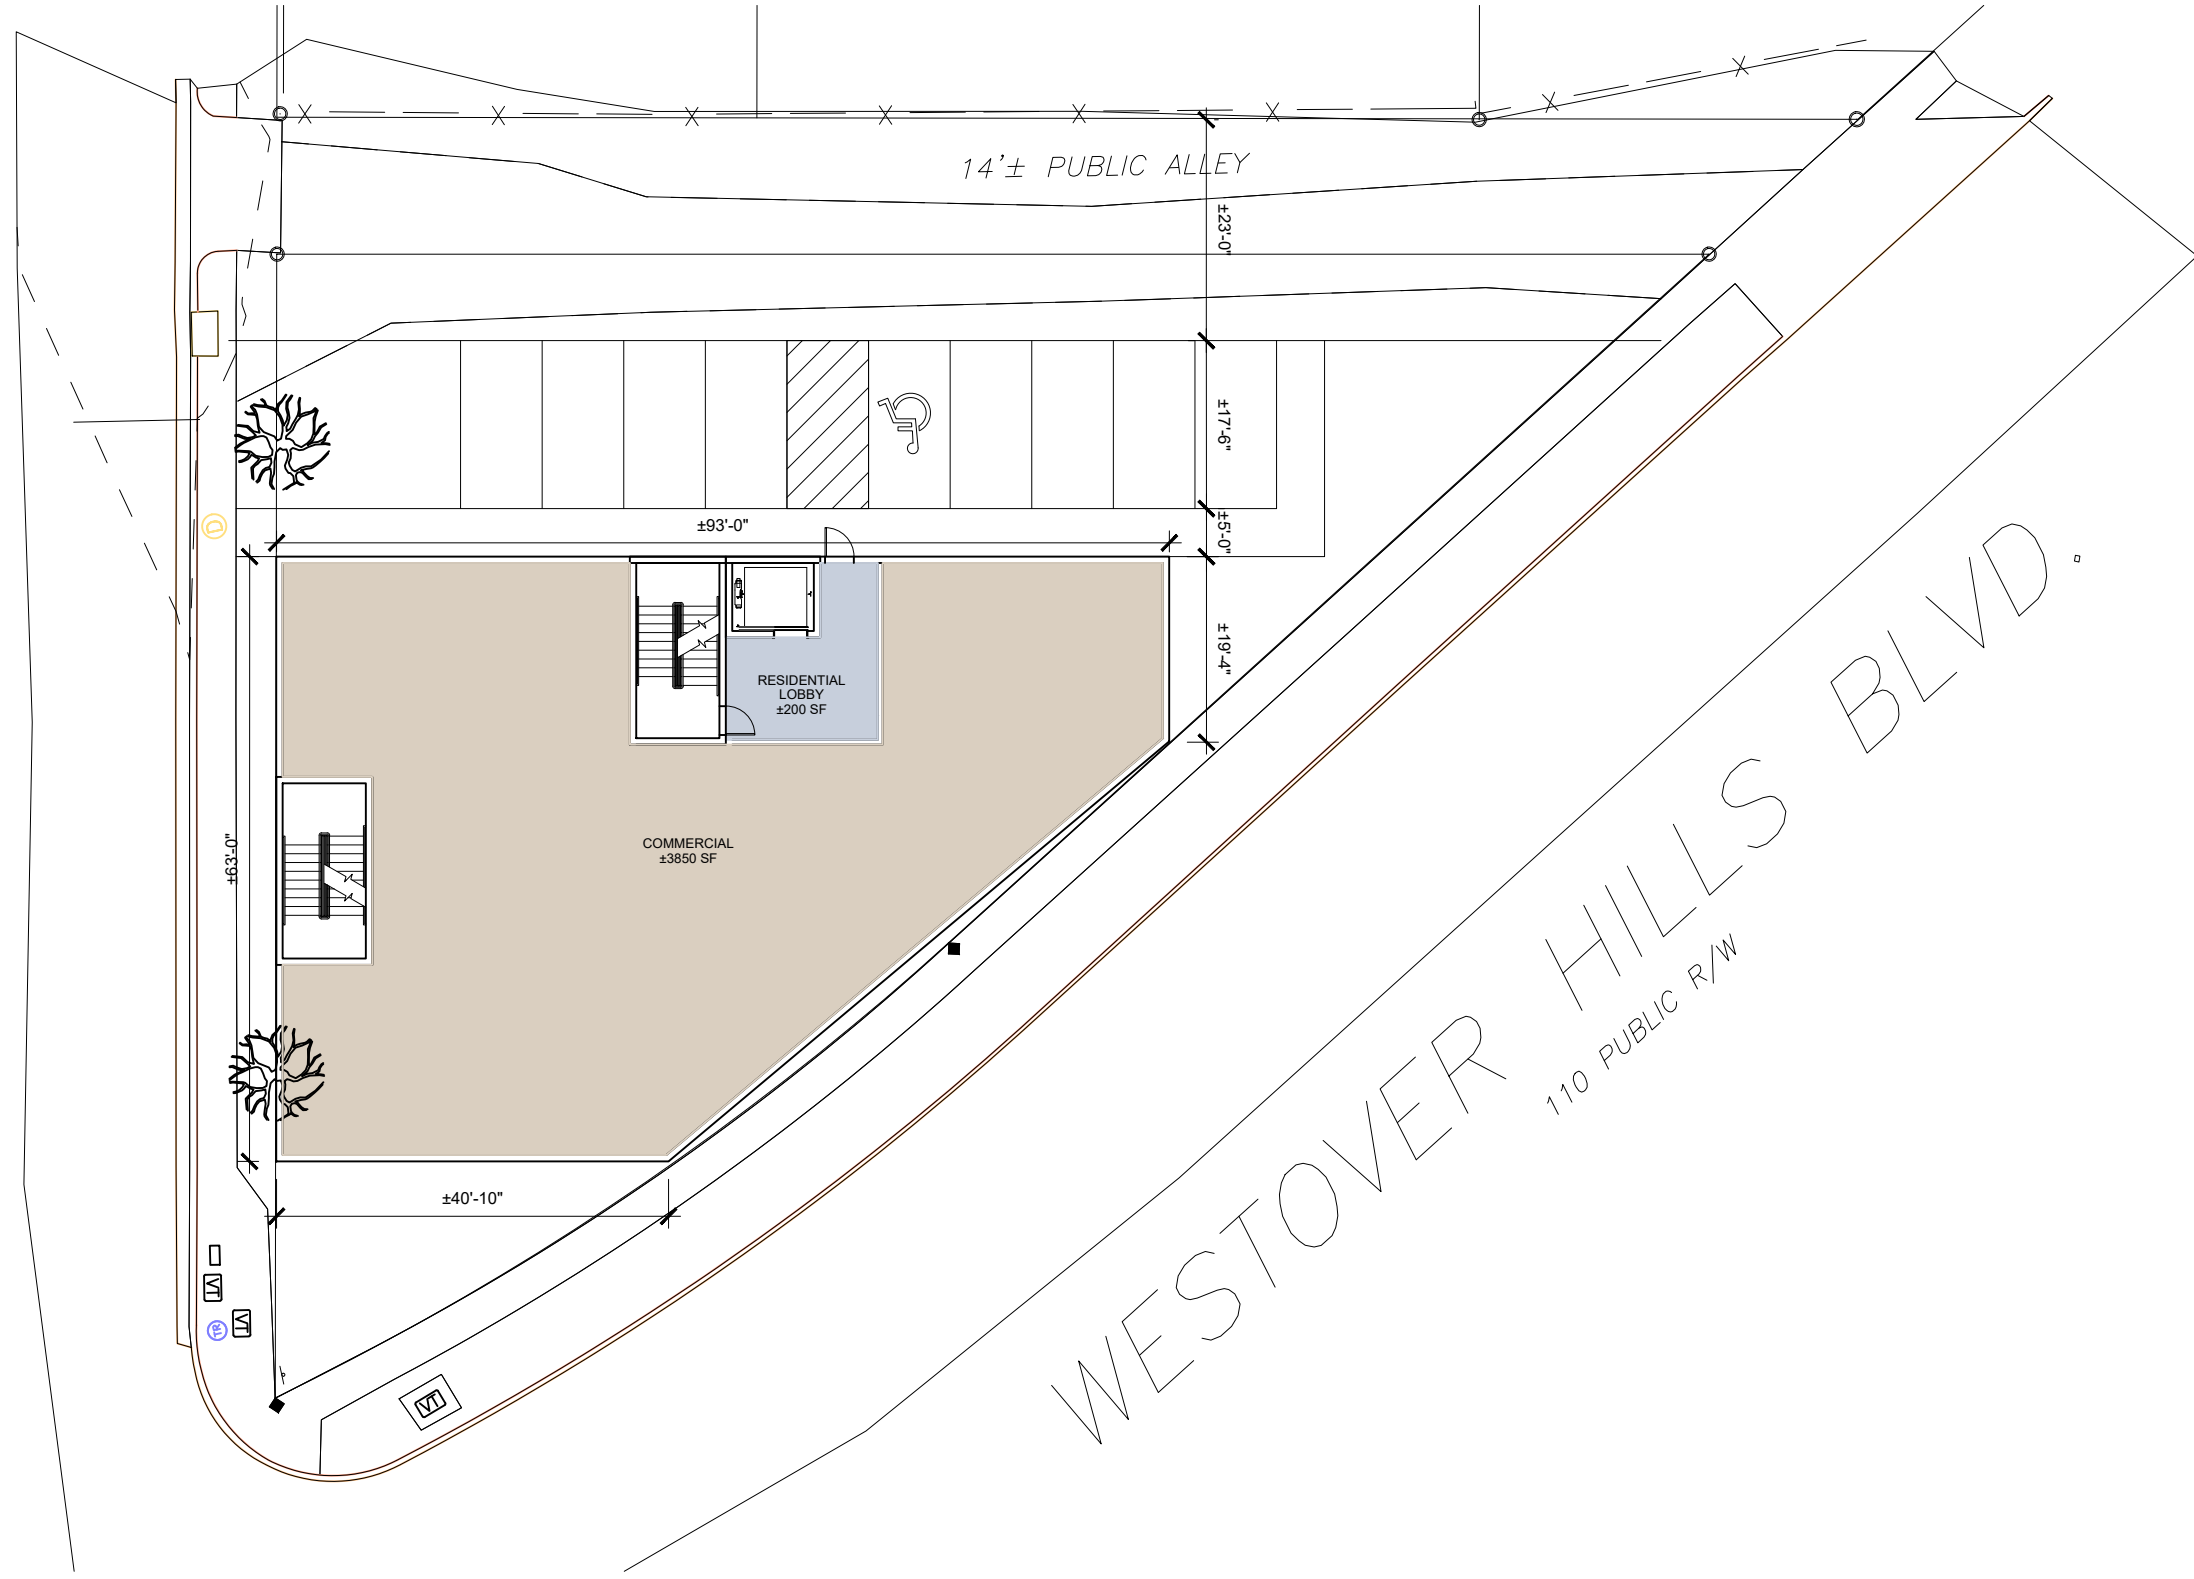 14'± PUBLIC ALLEY
±23'-0"
±17'-6"
±5'-0"
±93'-0"
±19'-4"
RESIDENTIAL
LOBBY
±200 SF
COMMERCIAL
±3850 SF
±63'-0"
D
±40'-10"
WESTOVER HILLS BLVD.
110 PUBLIC R/W
VT
VT
TR
VT